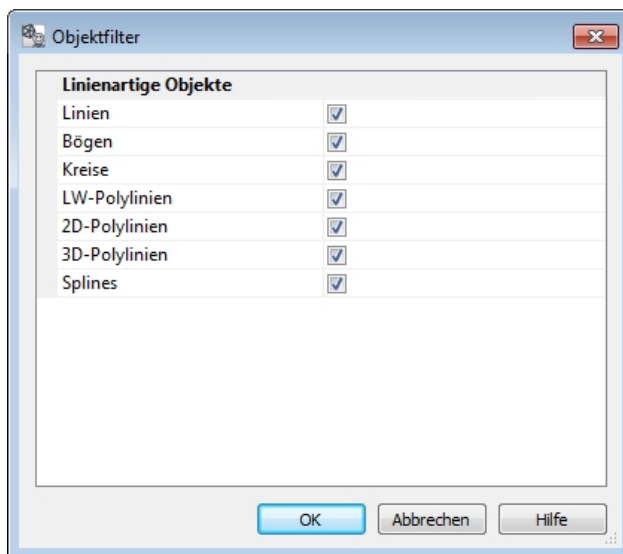 Objektfilter
Linienartige Objekte
Linien
Bögen
Kreise
LW-Polylinien
2D-Polylinien
3D-Polylinien
Splines
OK Abbrechen Hilfe